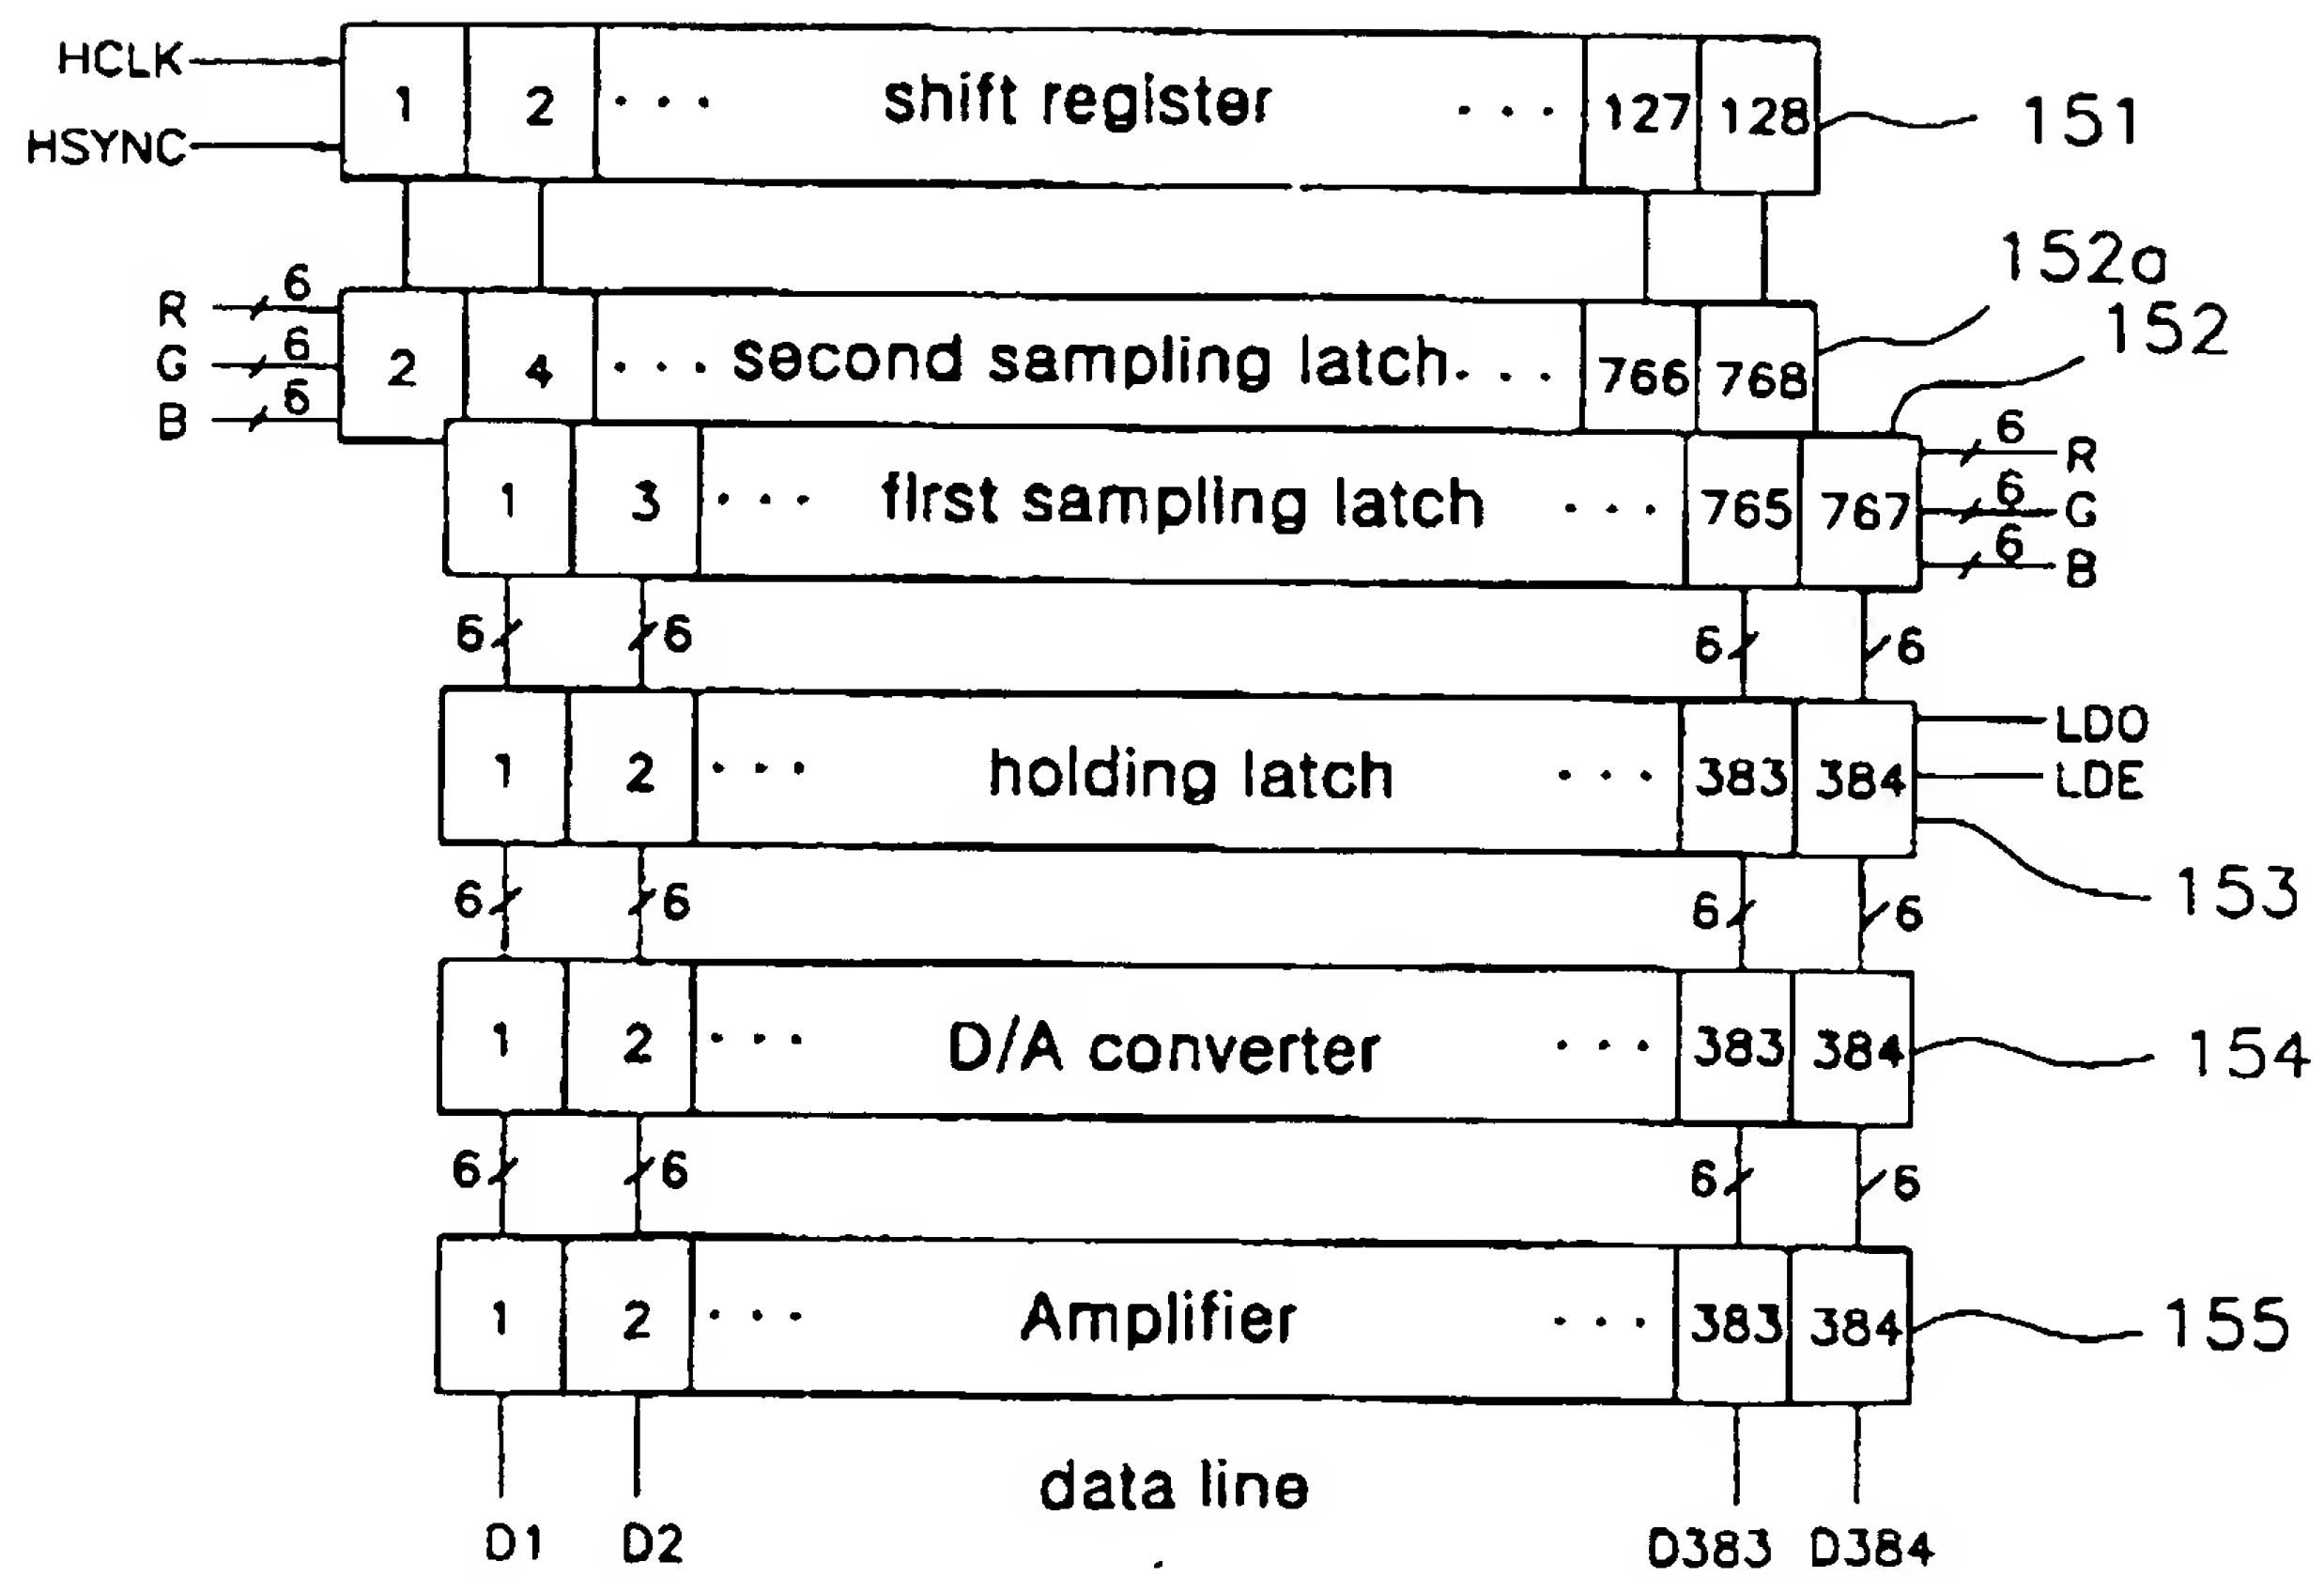 HCLK
HSYNC
1 2 ... shift register ... 127 128
151
R 6
G 6
B 6
2 4 ... second sampling latch ... 766 768
152a
152
1 3 ... first sampling latch ... 765 767
6 R
6 G
6 B
6 6 6 6
1 2 ... holding latch ... 383 384
LDO
LDE
153
6 6 6 6
1 2 ... D/A converter ... 383 384
154
6 6 6 6
1 2 ... Amplifier ... 383 384
155
data line
D1 D2 D383 D384